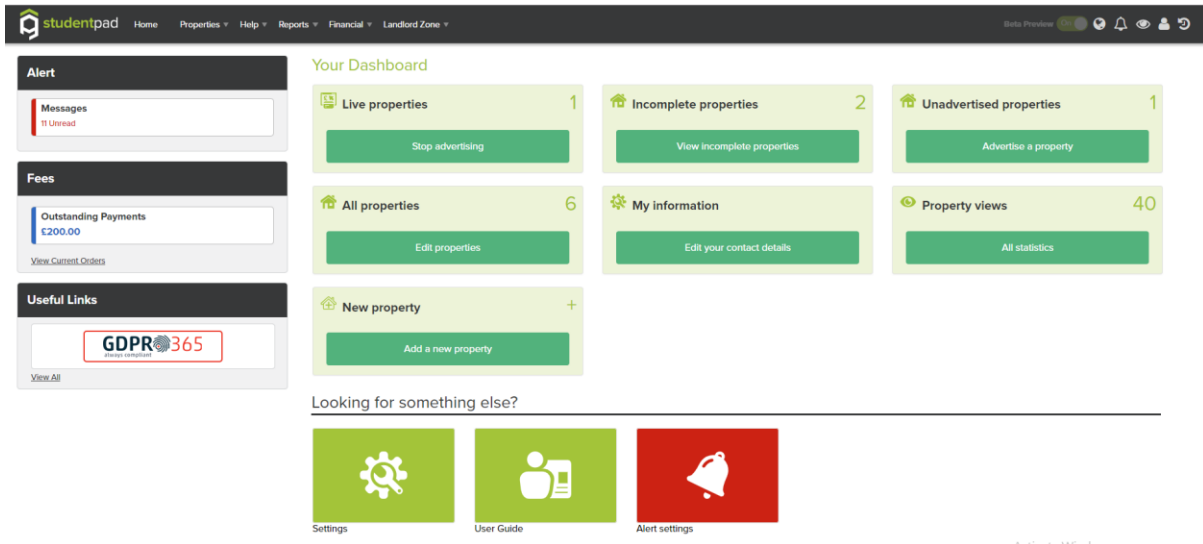 studentpad Home Properties Help Reports Financial Landlord Zone Beta Preview On
Alert
Messages
11 Unread
Fees
Outstanding Payments
£200.00
View Current Orders
Useful Links
GDPR365
always compliant
View All
Your Dashboard
Live properties 1
Stop advertising
Incomplete properties 2
View incomplete properties
Unadvertised properties 1
Advertise a property
All properties 6
Edit properties
My information
Edit your contact details
Property views 40
All statistics
New property +
Add a new property
Looking for something else?
Settings
User Guide
Alert settings